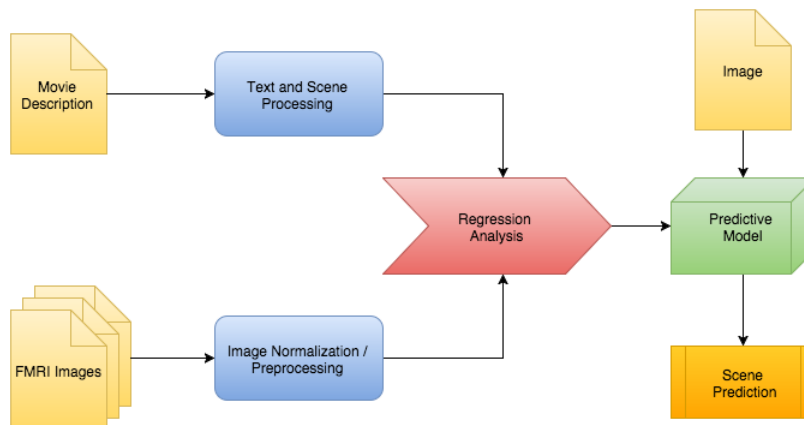 Movie
Description
Text and Scene
Processing
Image
Regression
Analysis
Predictive
Model
FMRI Images
Image Normalization /
Preprocessing
Scene
Prediction